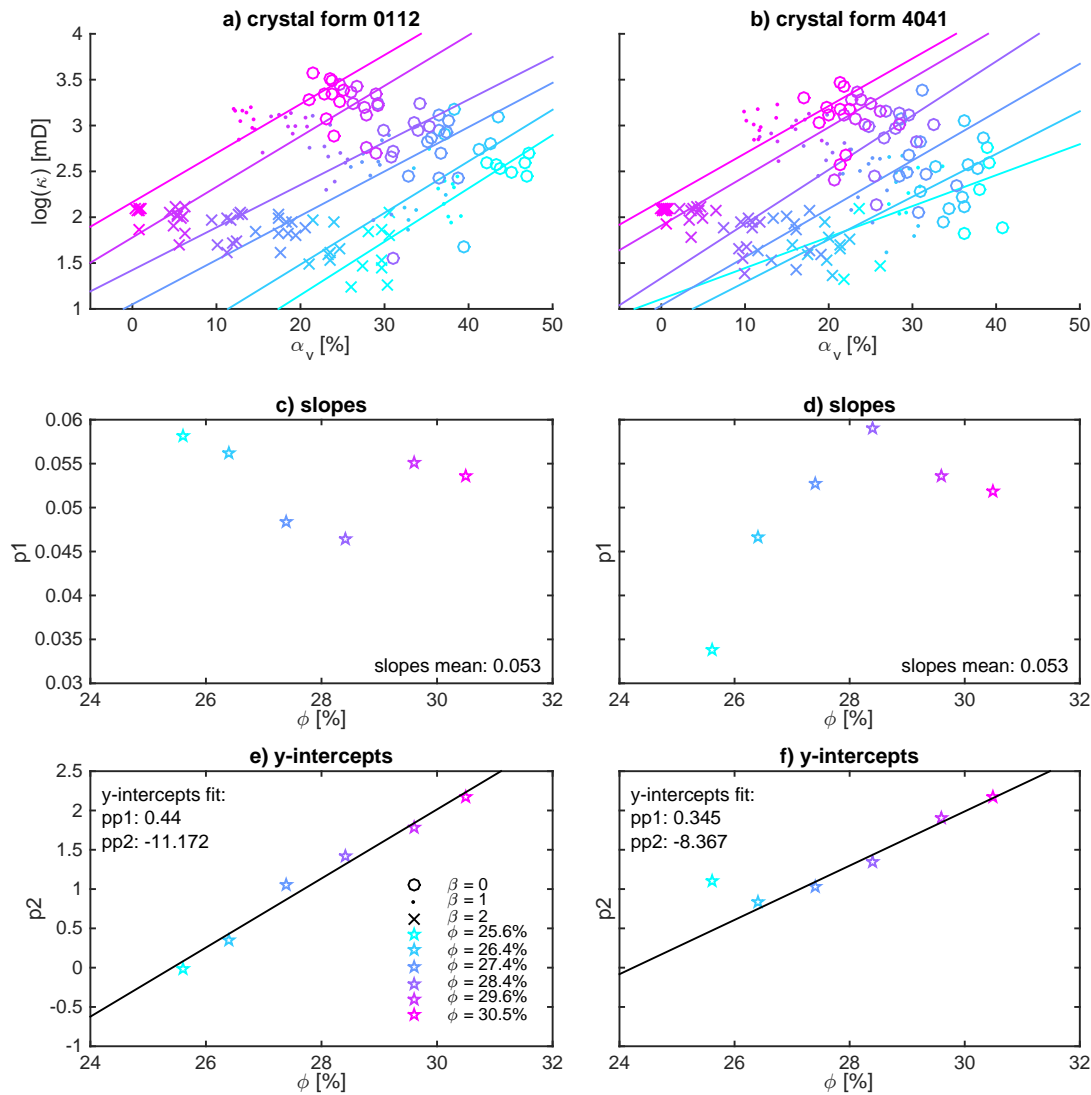 a) crystal form 0112
log(κ) [mD]
4
3.5
3
2.5
2
1.5
1
0
10
20
30
40
50
α_v [%]
b) crystal form 4041
0
10
20
30
40
50
α_v [%]
c) slopes
p1
0.06
0.055
0.05
0.045
0.04
0.035
0.03
slopes mean: 0.053
24
26
28
30
32
ϕ [%]
d) slopes
p1
slopes mean: 0.053
24
26
28
30
32
ϕ [%]
e) y-intercepts
p2
2.5
2
1.5
1
0.5
0
-0.5
-1
y-intercepts fit:
pp1: 0.44
pp2: -11.172
β = 0
β = 1
β = 2
ϕ = 25.6%
ϕ = 26.4%
ϕ = 27.4%
ϕ = 28.4%
ϕ = 29.6%
ϕ = 30.5%
24
26
28
30
32
ϕ [%]
f) y-intercepts
p2
y-intercepts fit:
pp1: 0.345
pp2: -8.367
24
26
28
30
32
ϕ [%]